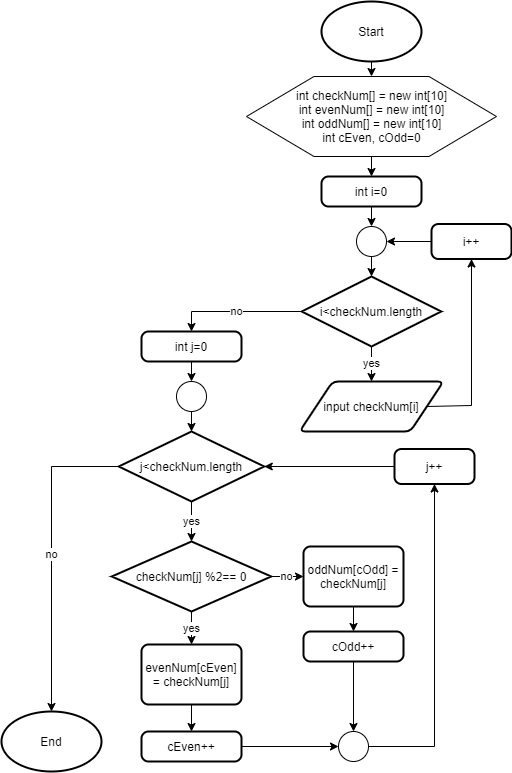 Start
int checkNum[] = new int[10]
int evenNum[] = new int[10]
int oddNum[] = new int[10]
int cEven, cOdd=0
int i=0
i++
i<checkNum.length
no
yes
int j=0
input checkNum[i]
j<checkNum.length
j++
yes
no
checkNum[j] %2== 0
no
oddNum[cOdd] =
checkNum[j]
yes
cOdd++
evenNum[cEven]
= checkNum[j]
cEven++
End